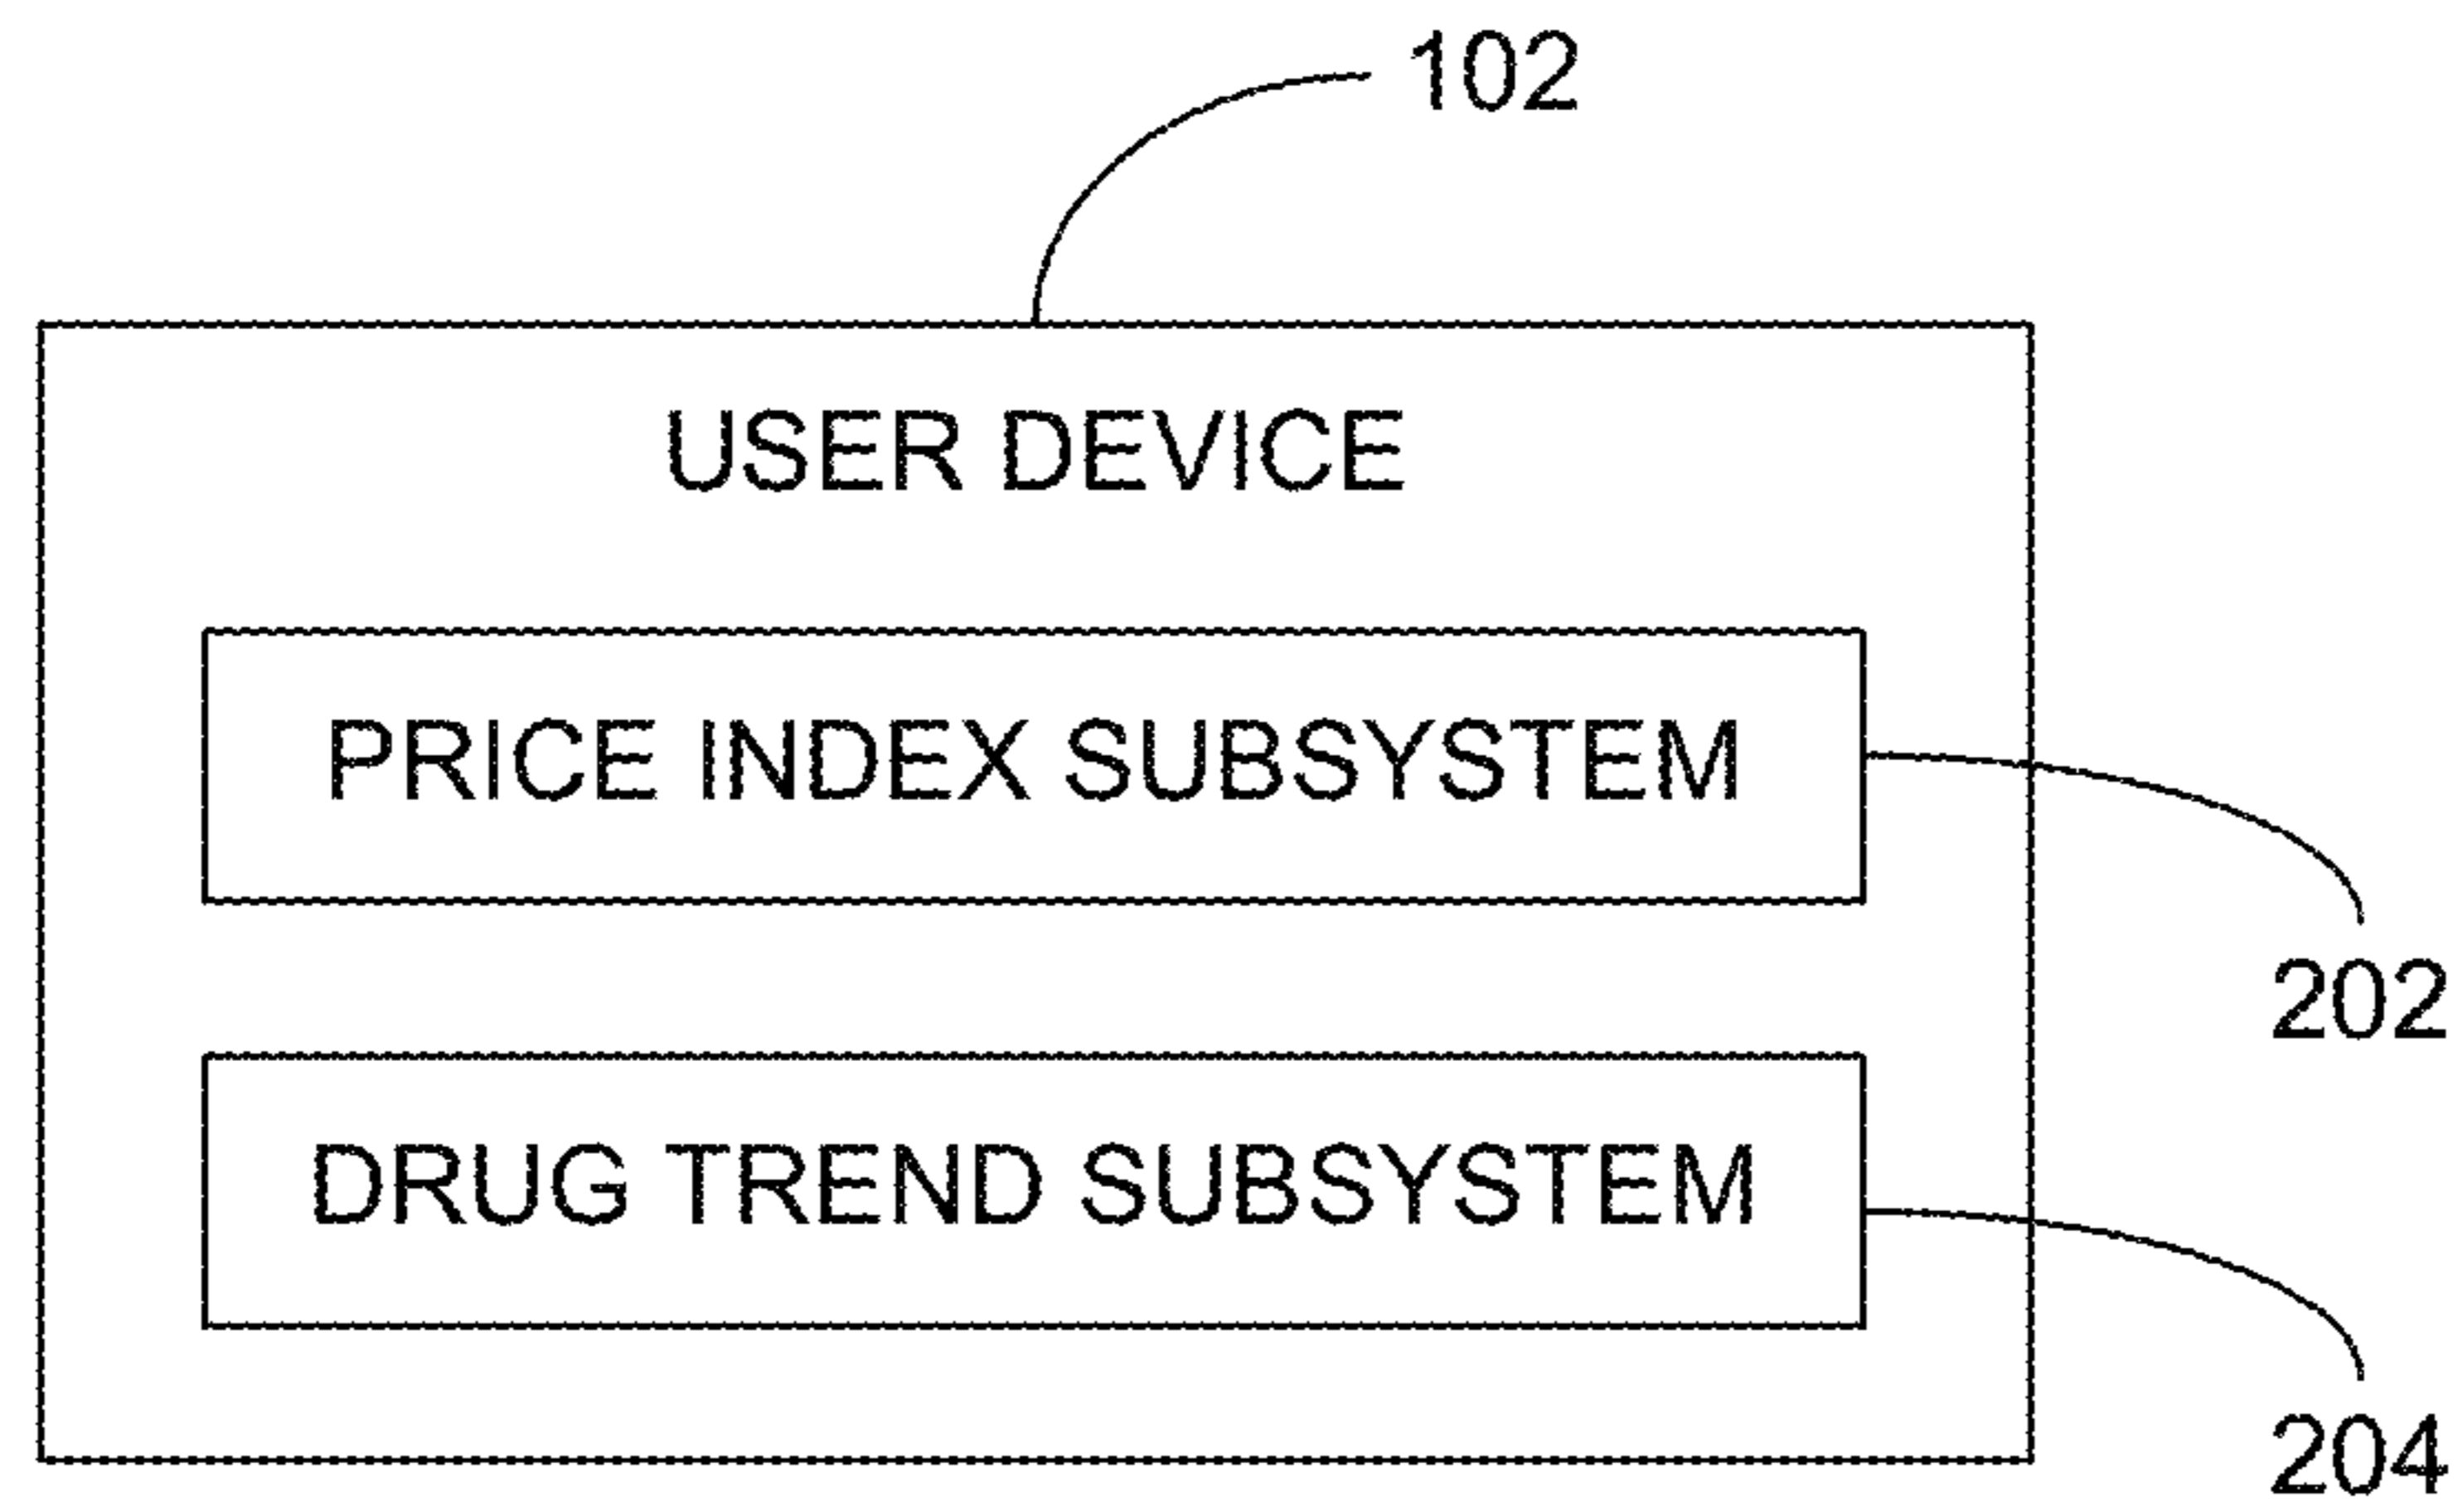 102
USER DEVICE
PRICE INDEX SUBSYSTEM
202
DRUG TREND SUBSYSTEM
204